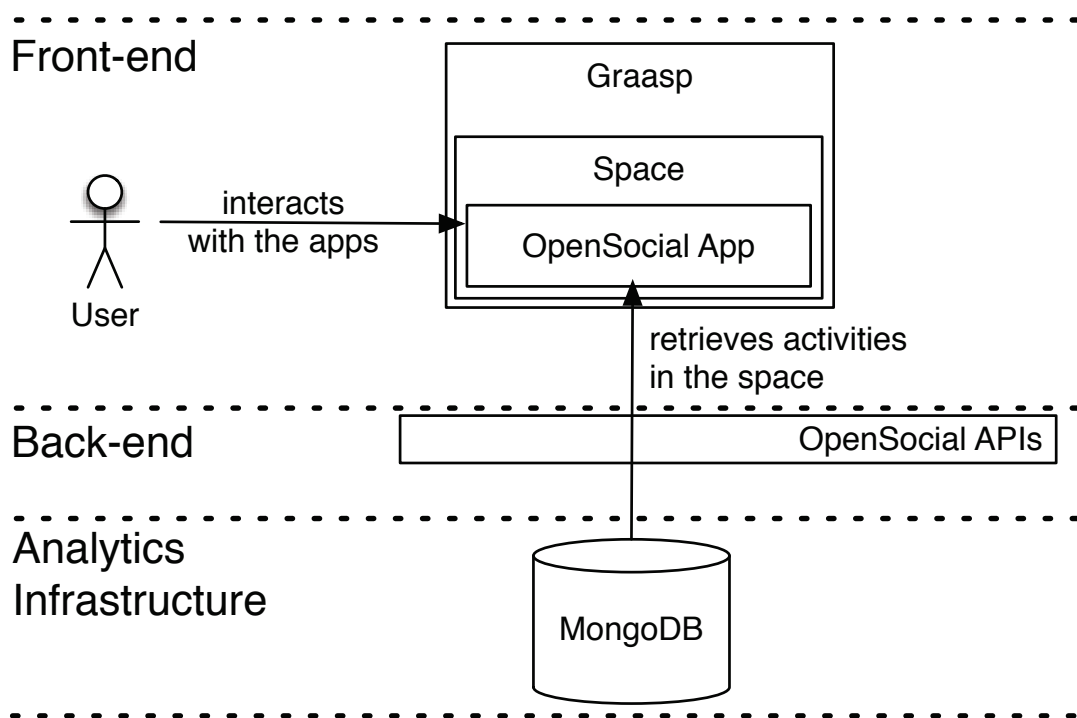 Front-end
Graasp
Space
interacts
with the apps
OpenSocial App
User
retrieves activities
in the space
Back-end
OpenSocial APIs
Analytics
Infrastructure
MongoDB